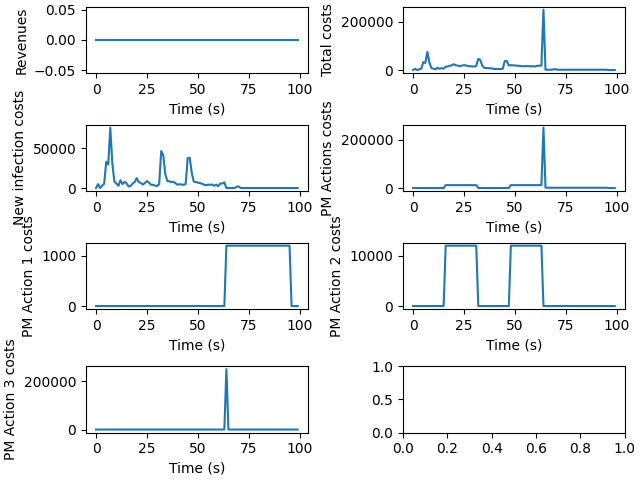 Revenues
0.05
0.00
−0.05
0 25 50 75 100
Time (s)
Total costs
200000
0
0 25 50 75 100
Time (s)
New infection costs
50000
0
0 25 50 75 100
Time (s)
PM Actions costs
200000
0
0 25 50 75 100
Time (s)
PM Action 1 costs
1000
0
0 25 50 75 100
Time (s)
PM Action 2 costs
10000
0
0 25 50 75 100
Time (s)
PM Action 3 costs
200000
0
0 25 50 75 100
Time (s)
1.0
0.5
0.0
0.0 0.2 0.4 0.6 0.8 1.0